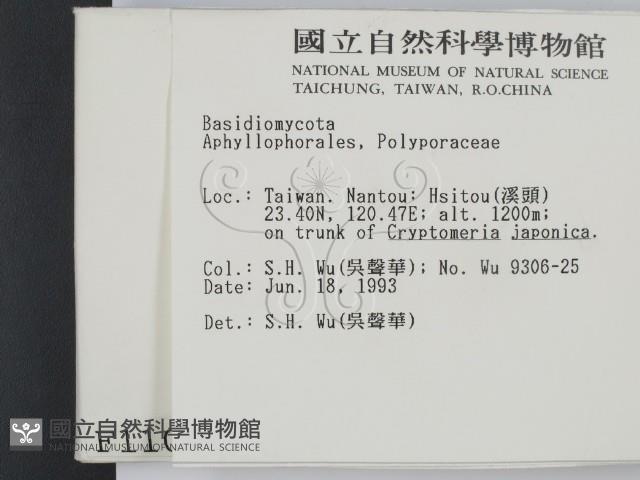 國立自然科學博物館
NATIONAL MUSEUM OF NATURAL SCIENCE
TAICHUNG, TAIWAN, R.O.CHINA
Basidiomycota
Aphyllophorales, Polyporaceae
Loc.: Taiwan. Nantou; Hsitou(溪頭)
23.40N, 120.47E; alt. 1200m;
on trunk of Cryptomeria japonica.
Col.: S.H. Wu(吳聲華); No. Wu 9306-25
Date: Jun. 18, 1993
Det.: S.H. Wu(吳聲華)
國立自然科學博物館
NATIONAL MUSEUM OF NATURAL SCIENCE